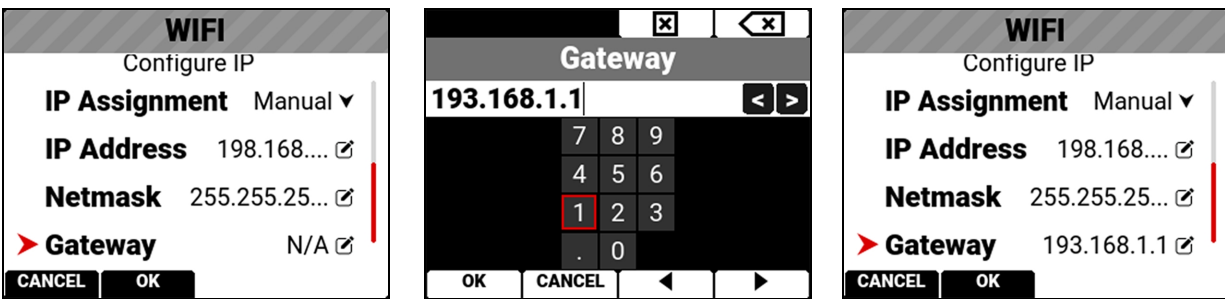 WIFI
Configure IP
IP Assignment Manual
IP Address 198.168....
Netmask 255.255.25...
Gateway N/A
CANCEL OK
Gateway
193.168.1.1 < >
7 8 9
4 5 6
1 2 3
. 0
OK CANCEL
WIFI
Configure IP
IP Assignment Manual
IP Address 198.168....
Netmask 255.255.25...
Gateway 193.168.1.1
CANCEL OK